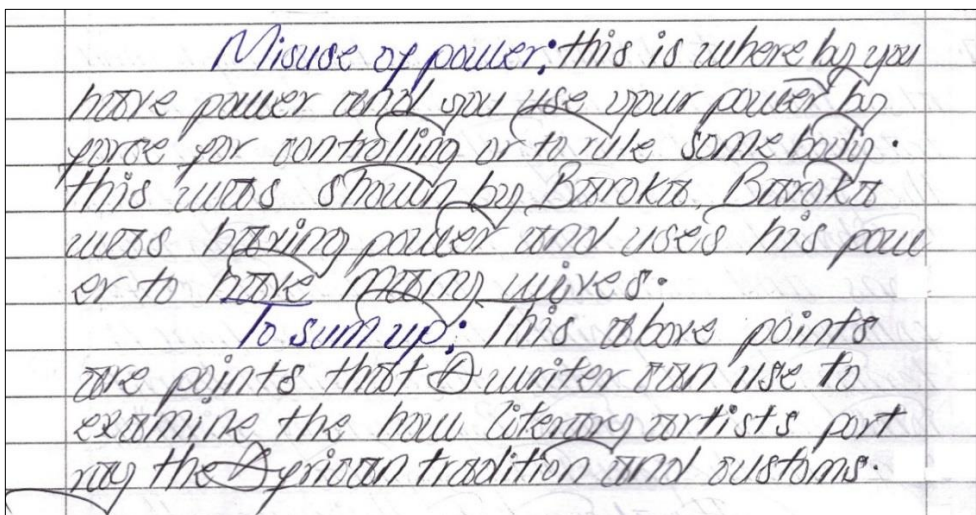 Misuse of power; this is where by you
have power and you use your power by
force for controlling or to rule some body.
this was shown by Baroka. Baroka
was having power and uses his pow
er to have many wives.
To sum up; This above points
are points that A writer can use to
examine the how literary artists port
ray the African tradition and customs.